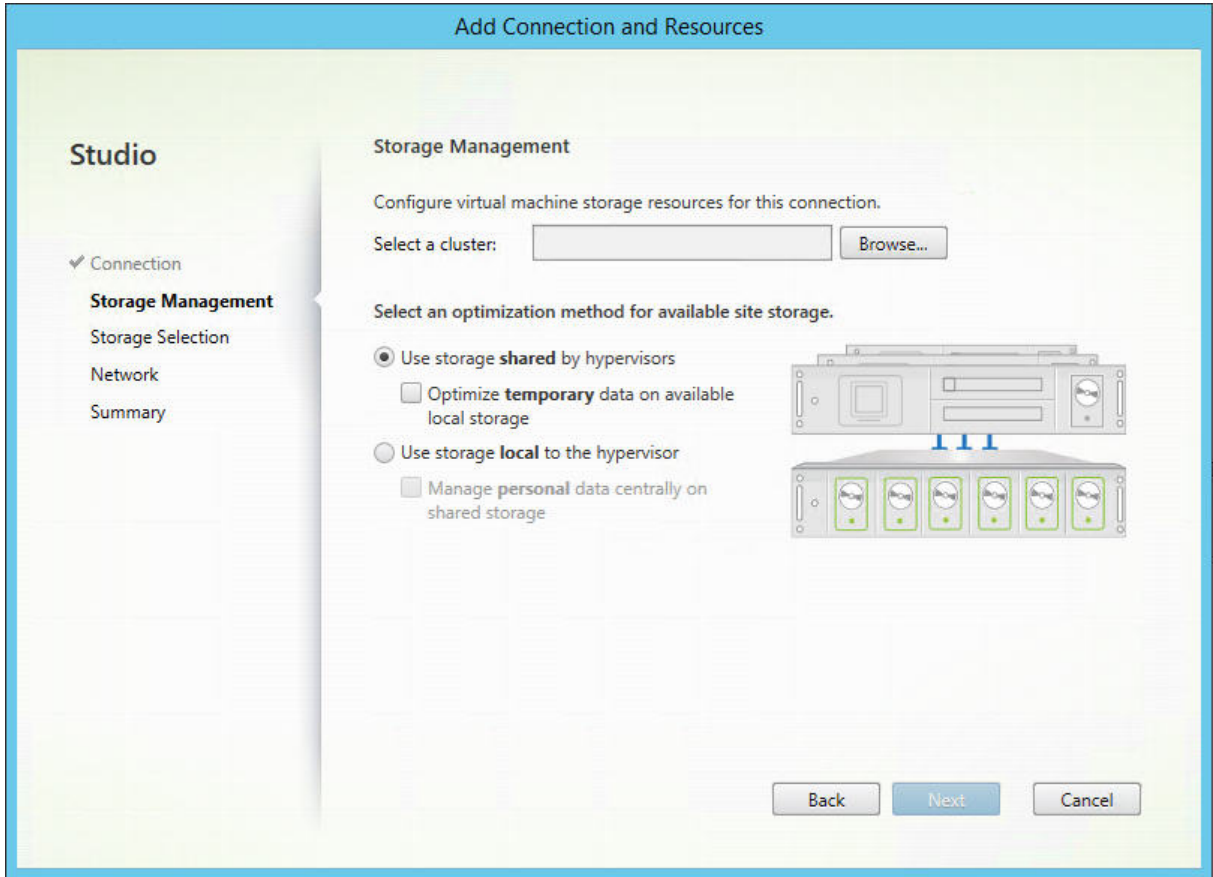 Add Connection and Resources
Studio
Connection
Storage Management
Storage Selection
Network
Summary
Storage Management
Configure virtual machine storage resources for this connection.
Select a cluster:
Browse...
Select an optimization method for available site storage.
Use storage shared by hypervisors
Optimize temporary data on available
local storage
Use storage local to the hypervisor
Manage personal data centrally on
shared storage
Back
Next
Cancel